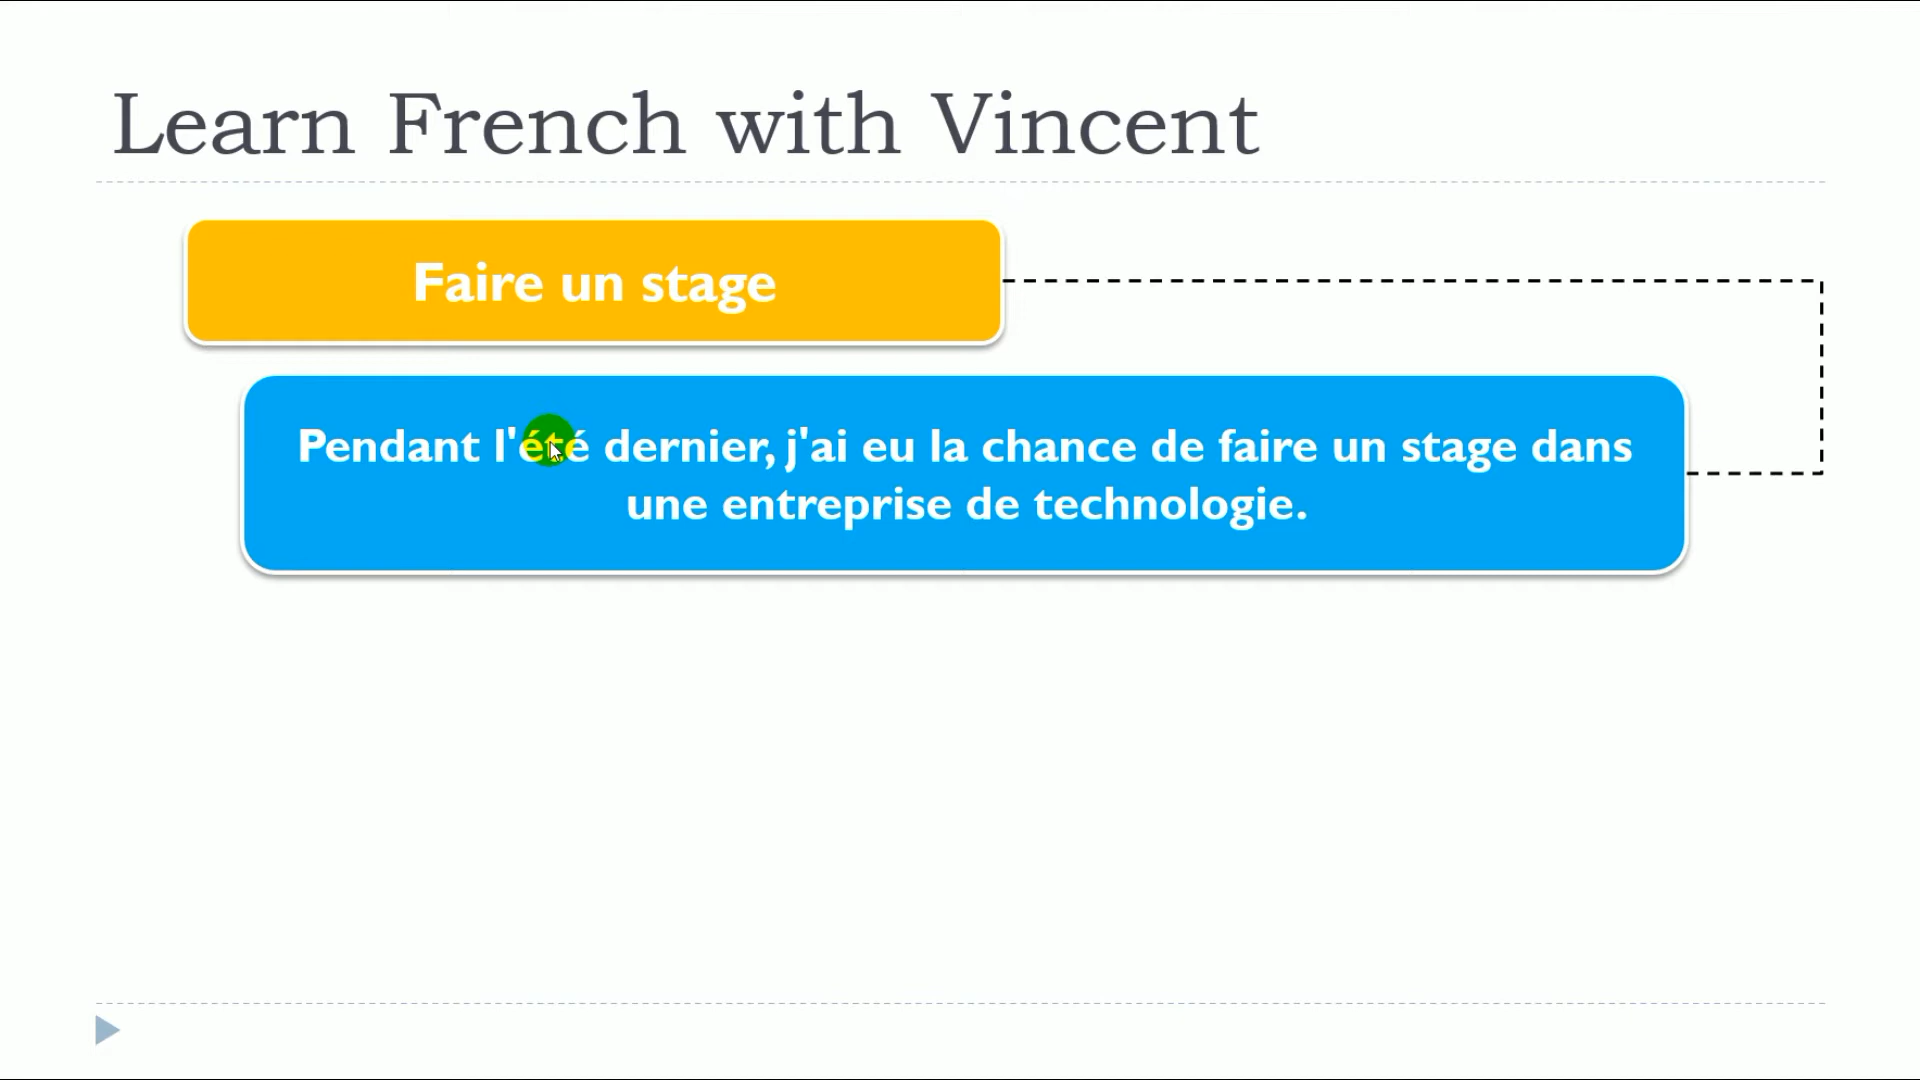 Learn French with Vincent
Faire un stage
Pendant l'été dernier, j'ai eu la chance de faire un stage dans
une entreprise de technologie.